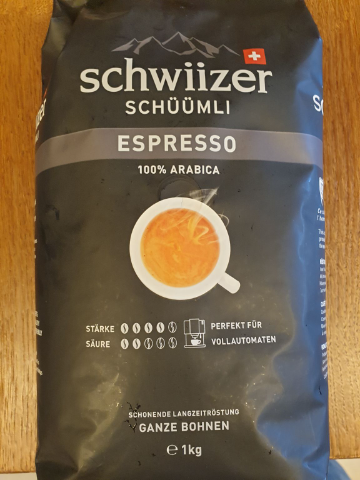 schwiizer
SCHÜÜMLI
ESPRESSO
100% ARABICA
STÄRKE
PERFEKT FÜR
SÄURE
VOLLAUTOMATEN
SCHONENDE LANGZEITRÖSTUNG
GANZE BOHNEN
℮ 1kg